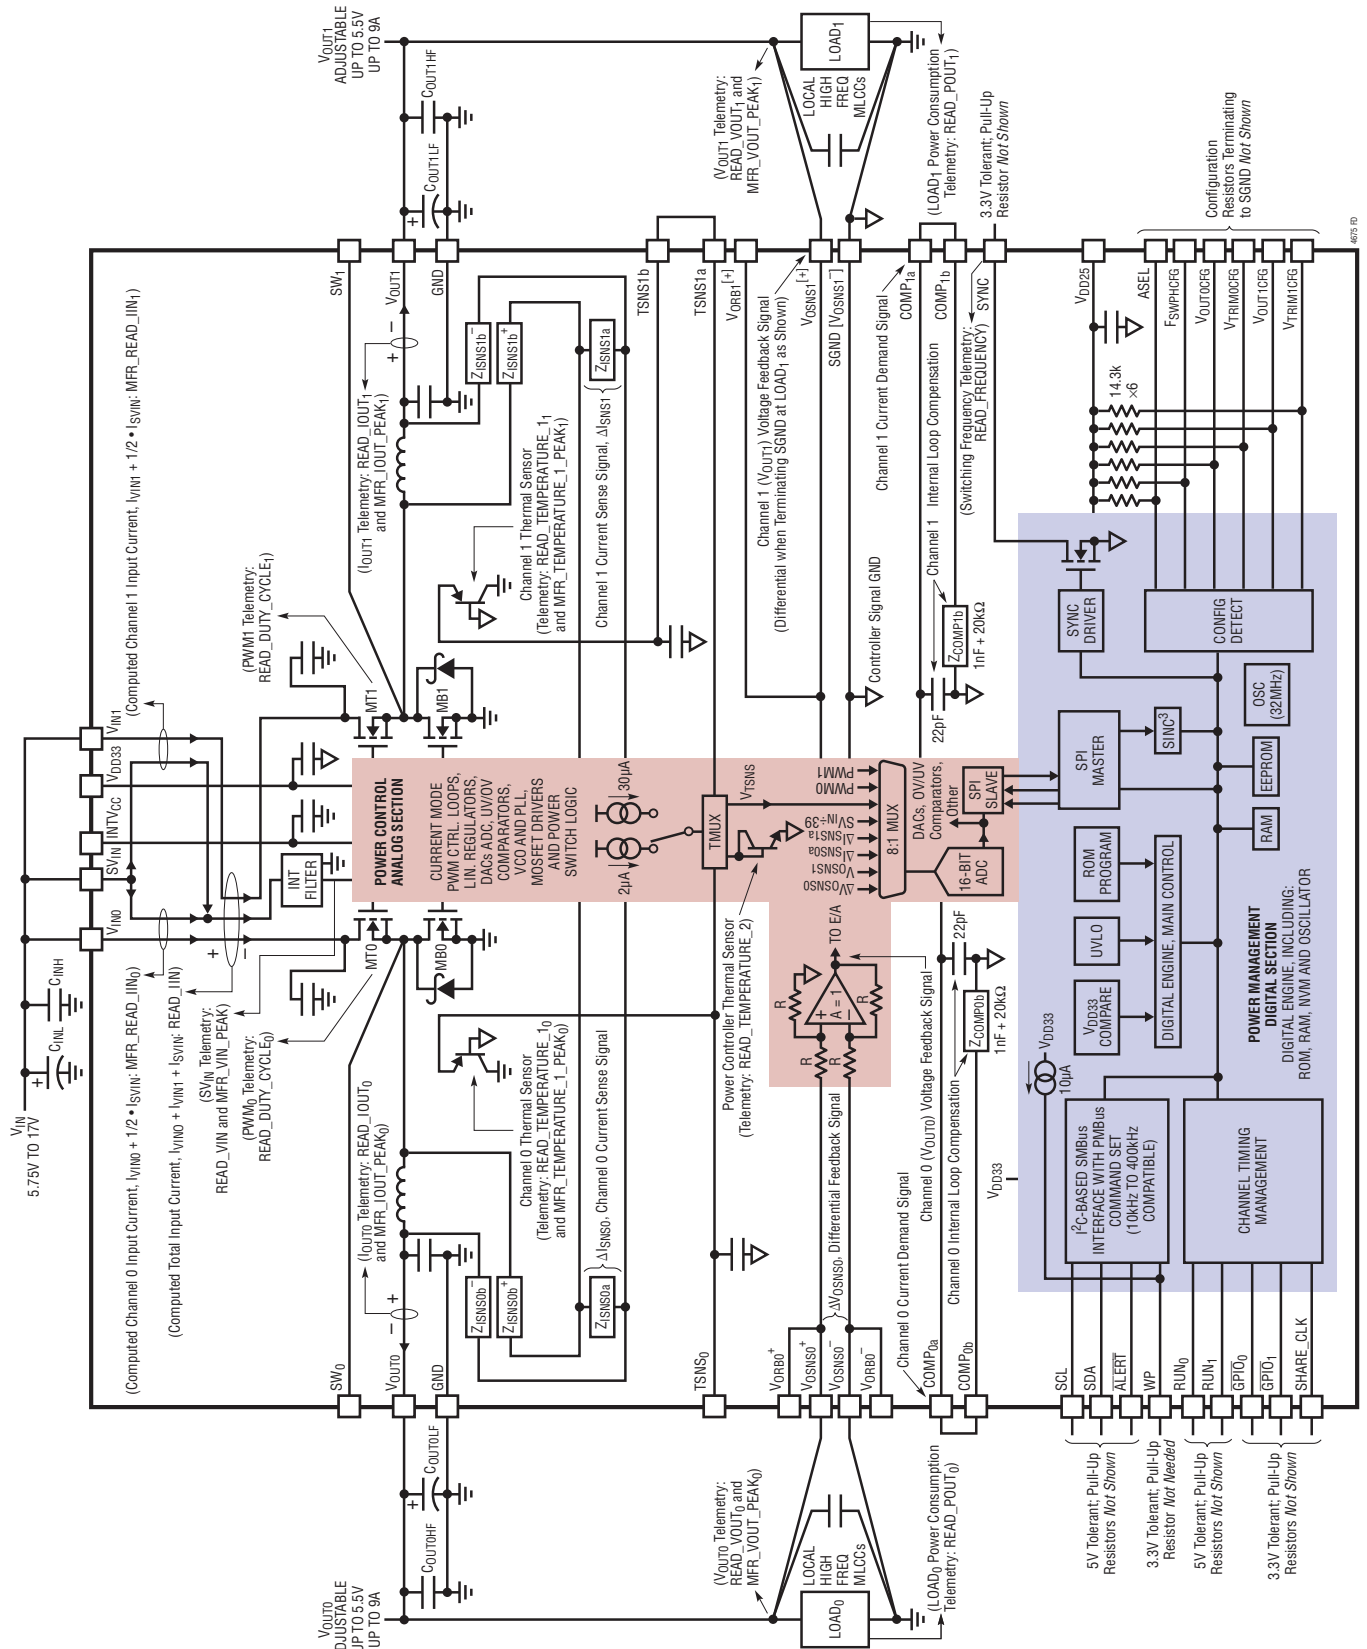 VOUT0
ADJUSTABLE
UP TO 5.5V
UP TO 9A
VIN
5.75V TO 17V
CINL
CINH
VOUT1
ADJUSTABLE
UP TO 5.5V
UP TO 9A
COUT0HF
COUT0LF
COUT1LF
COUT1HF
VIN0
SVIN
INTVCC
VDD33
VIN1
(Computed Channel 0 Input Current, IVIN0 + 1/2 • ISVIN: MFR_READ_IIN0)
(Computed Total Input Current, IVIN0 + IVIN1 + ISVIN: READ_IIN)
(SVIN Telemetry:
READ_VIN and MFR_VIN_PEAK)
(PWM0 Telemetry:
READ_DUTY_CYCLE0)
(Computed Channel 1 Input Current, IVIN1 + 1/2 • ISVIN: MFR_READ_IIN1)
(PWM1 Telemetry:
READ_DUTY_CYCLE1)
+
–
INT
FILTER
SW0
VOUT0
GND
SW1
VOUT1
GND
(IOUT0 Telemetry: READ_IOUT0
and MFR_IOUT_PEAK0)
(IOUT1 Telemetry: READ_IOUT1
and MFR_IOUT_PEAK1)
– +
+ –
MT0
MB0
MT1
MB1
POWER CONTROL
ANALOG SECTION
CURRENT MODE
PWM CTRL. LOOPS,
LIN. REGULATORS,
DACs ADC, UV/OV
COMPARATORS,
VCO AND PLL,
MOSFET DRIVERS
AND POWER
SWITCH LOGIC
ZISNS0b–
ZISNS0b+
ZISNS0a
ΔISNS0, Channel 0 Current Sense Signal
ZISNS1b–
ZISNS1b+
ZISNS1a
Channel 1 Current Sense Signal, ΔISNS1
Channel 0 Thermal Sensor
(Telemetry: READ_TEMPERATURE_10
and MFR_TEMPERATURE_1_PEAK0)
Channel 1 Thermal Sensor
(Telemetry: READ_TEMPERATURE_11
and MFR_TEMPERATURE_1_PEAK1)
2µA
30µA
TMUX
VTSNS
TSNS0
TSNS1b
TSNS1a
Power Controller Thermal Sensor
(Telemetry: READ_TEMPERATURE_2)
ΔVOSNS0
VOSNS1
ΔISNS0a
ΔISNS1a
SVIN÷39
PWM0
PWM1
8:1 MUX
16-BIT
ADC
DACs, OV/UV
Comparators,
Other
SPI
SLAVE
(VOUT0 Telemetry:
READ_VOUT0 and
MFR_VOUT_PEAK0)
LOAD0
LOCAL
HIGH
FREQ
MLCCs
(LOAD0 Power Consumption
Telemetry: READ_POUT0)
VORB0+
VOSNS0+
VOSNS0–
VORB0–
ΔVOSNS0, Differential Feedback Signal
R
R
R
R
+
–
A = 1
TO E/A
Channel 0 (VOUT0) Voltage Feedback Signal
Channel 0 Current Demand Signal
COMP0a
COMP0b
Channel 0 Internal Loop Compensation
22pF
ZCOMP0b
1nF + 20kΩ
VORB1[+]
VOSNS1[+]
SGND [VOSNS1–]
Channel 1 (VOUT1) Voltage Feedback Signal
(Differential when Terminating SGND at LOAD1 as Shown)
Controller Signal GND
(VOUT1 Telemetry:
READ_VOUT1 and
MFR_VOUT_PEAK1)
LOAD1
LOCAL
HIGH
FREQ
MLCCs
(LOAD1 Power Consumption
Telemetry: READ_POUT1)
Channel 1 Current Demand Signal
COMP1a
COMP1b
Channel 1 Internal Loop Compensation
22pF
ZCOMP1b
1nF + 20kΩ
(Switching Frequency Telemetry:
READ_FREQUENCY)
SYNC
3.3V Tolerant; Pull-Up
Resistor Not Shown
VDD33
VDD33
10µA
VDD33
COMPARE
UVLO
ROM
PROGRAM
DIGITAL ENGINE, MAIN CONTROL
SPI
MASTER
SINC3
SYNC
DRIVER
CONFIG
DETECT
OSC
(32MHz)
EEPROM
RAM
I2C-BASED SMBus
INTERFACE WITH PMBus
COMMAND SET
(10kHz TO 400kHz
COMPATIBLE)
CHANNEL TIMING
MANAGEMENT
POWER MANAGEMENT
DIGITAL SECTION
DIGITAL ENGINE, INCLUDING:
ROM, RAM, NVM AND OSCILLATOR
SCL
SDA
ALERT
WP
RUN0
RUN1
GPIO0
GPIO1
SHARE_CLK
5V Tolerant; Pull-Up
Resistors Not Shown
3.3V Tolerant; Pull-Up
Resistor Not Needed
5V Tolerant; Pull-Up
Resistors Not Shown
3.3V Tolerant; Pull-Up
Resistors Not Shown
VDD25
14.3k
×6
ASEL
FSWPHCFG
VOUT0CFG
VTRIM0CFG
VOUT1CFG
VTRIM1CFG
Configuration
Resistors Terminating
to SGND Not Shown
4675 FD